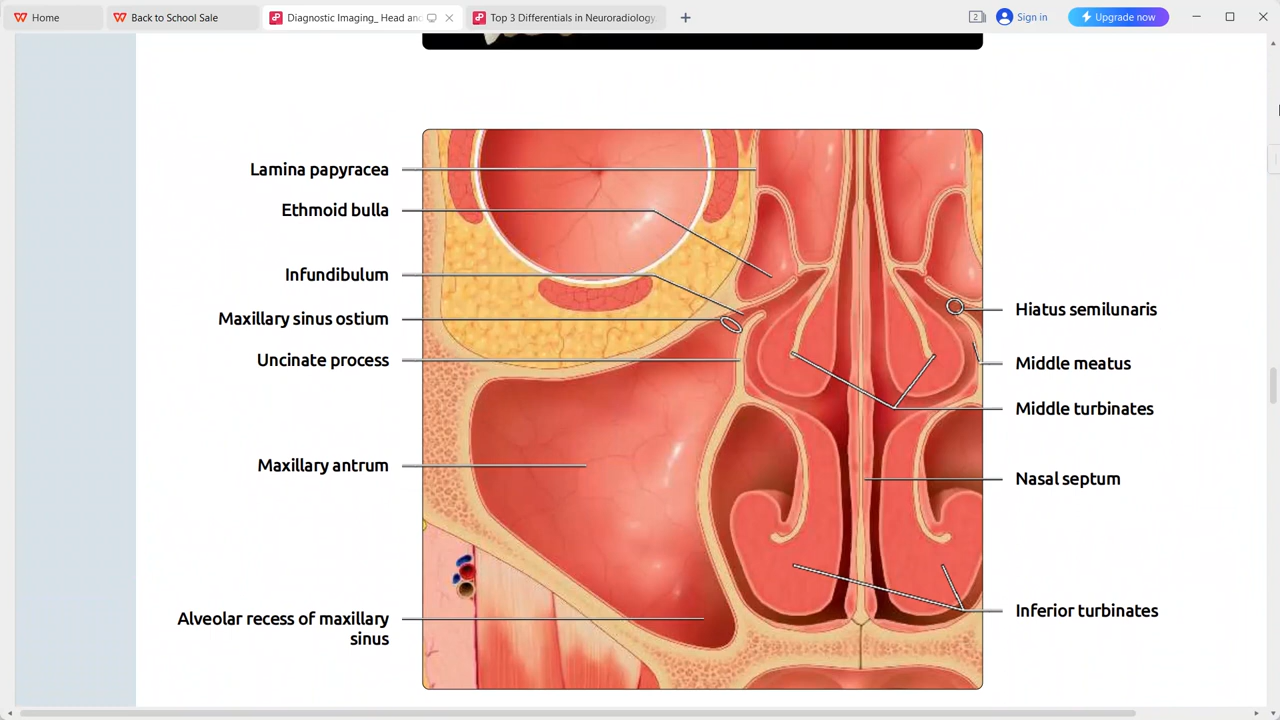 Home
Back to School Sale
Diagnostic Imaging_ Head an
Top 3 Differentials in Neuroradiology
2
Sign in
Upgrade now
Lamina papyracea
Ethmoid bulla
Infundibulum
Maxillary sinus ostium
Uncinate process
Maxillary antrum
Alveolar recess of maxillary
sinus
Hiatus semilunaris
Middle meatus
Middle turbinates
Nasal septum
Inferior turbinates